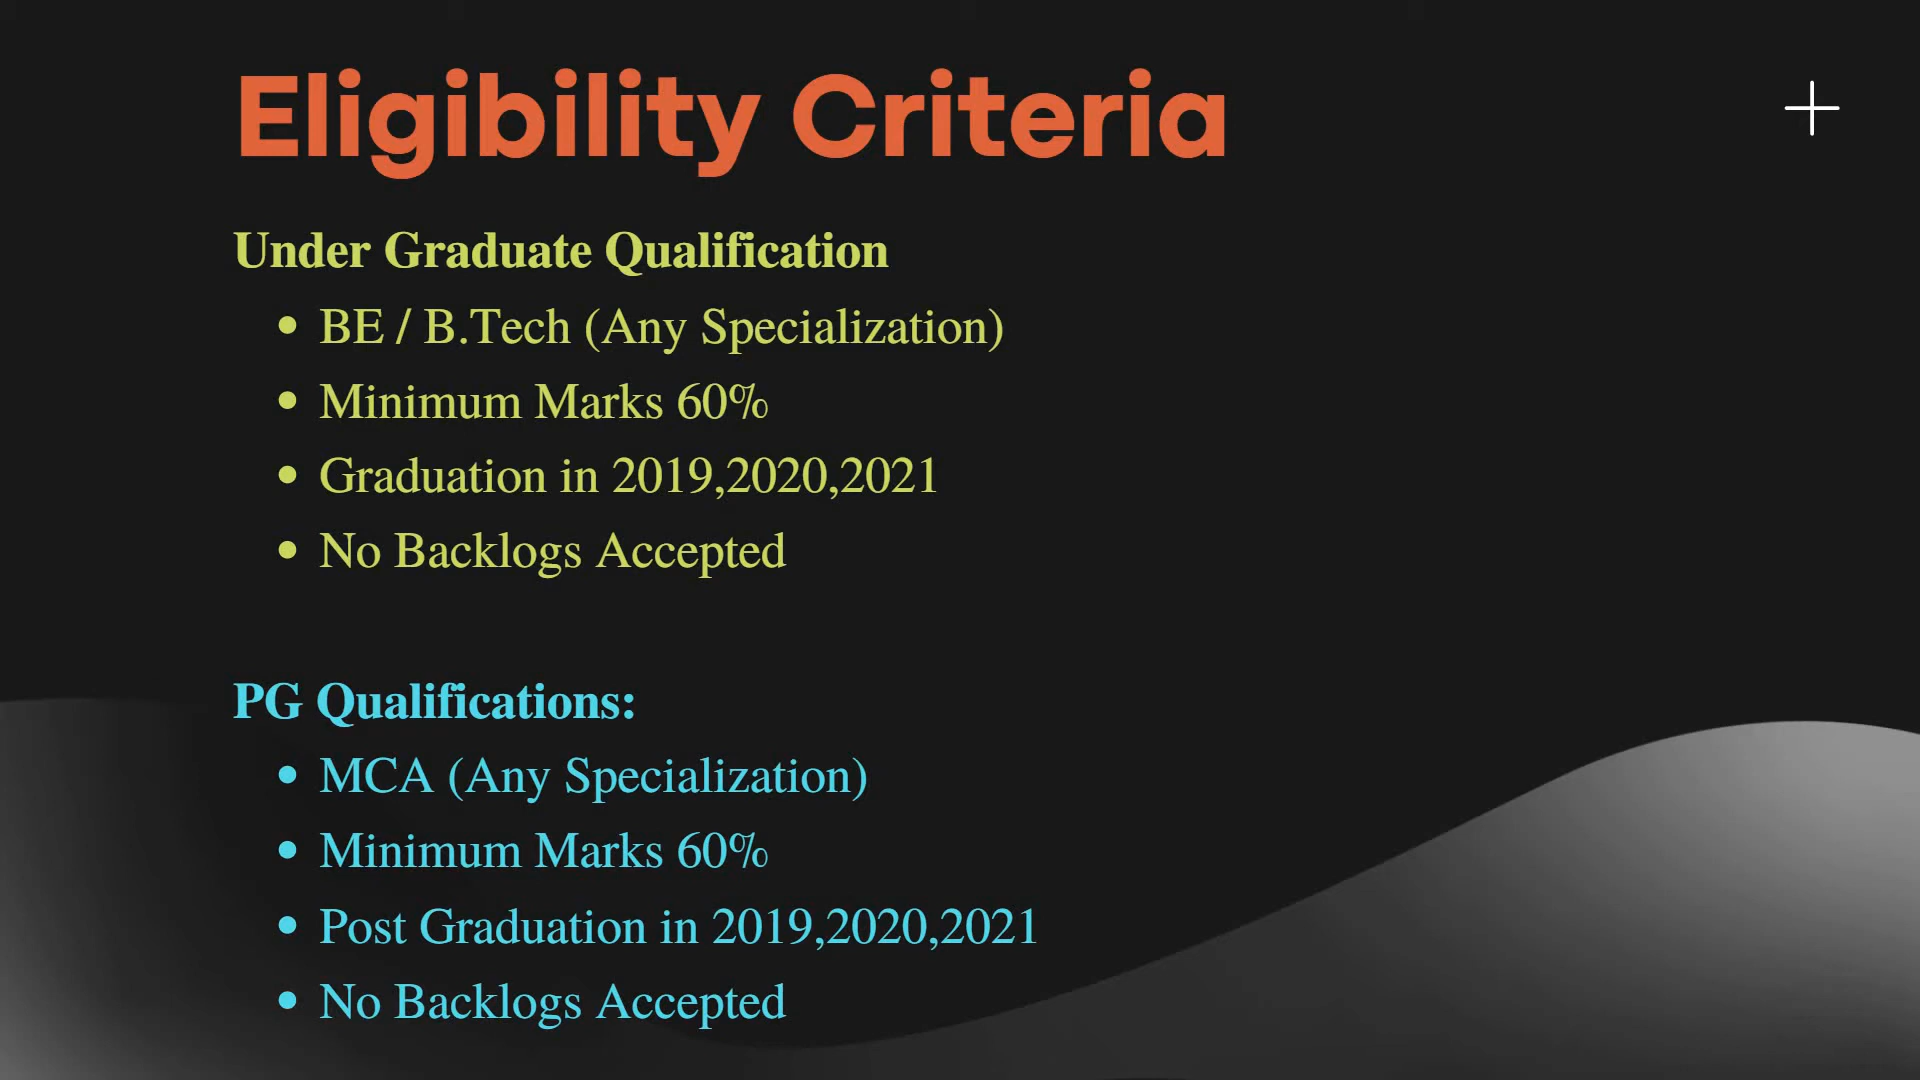 Eligibility Criteria
Under Graduate Qualification
• BE / B.Tech (Any Specialization)
• Minimum Marks 60%
• Graduation in 2019,2020,2021
• No Backlogs Accepted
PG Qualifications:
• MCA (Any Specialization)
• Minimum Marks 60%
• Post Graduation in 2019,2020,2021
• No Backlogs Accepted